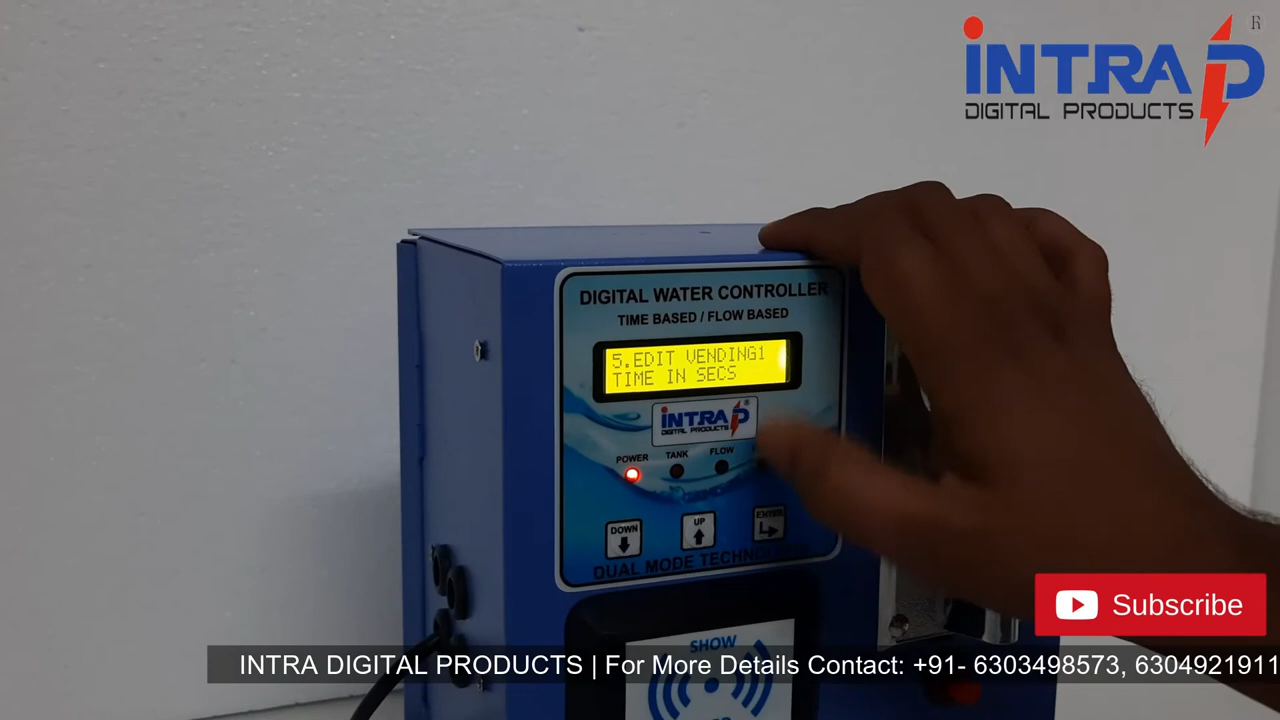 R
INTRA D
DIGITAL PRODUCTS
DIGITAL WATER CONTROLLER
TIME BASED / FLOW BASED
5.EDIT VENDING1
TIME IN SECS
INTRA D
DIGITAL PRODUCTS
POWER TANK FLOW
DOWN UP ENTER
DUAL MODE
SHOW
Subscribe
INTRA DIGITAL PRODUCTS | For More Details Contact: +91- 6303498573, 6304921911